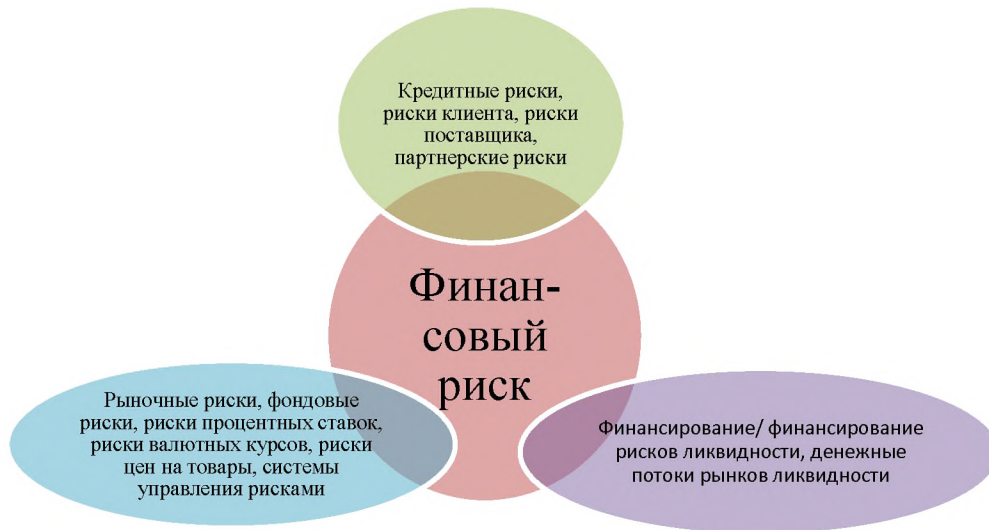 Кредитные риски,
риски клиента, риски
поставщика,
партнерские риски
Финан-
совый
риск
Рыночные риски, фондовые
риски, риски процентных ставок,
риски валютных курсов, риски
цен на товары, системы
управления рисками
Финансирование/ финансирование
рисков ликвидности, денежные
потоки рынков ликвидности